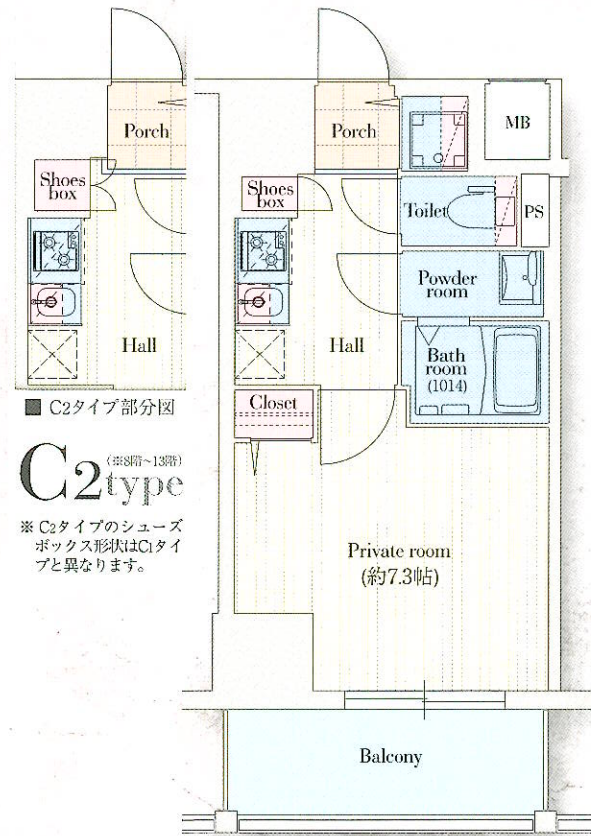 Porch
Shoes
box
Hall
■ C2タイプ部分図
C2type
(※8階~13階)
※ C2タイプのシューズ
ボックス形状はC1タイ
プと異なります。
Porch
MB
Shoes
box
Toilet
PS
Powder
room
Hall
Bath
room
(1014)
Closet
Private room
(約7.3帖)
Balcony